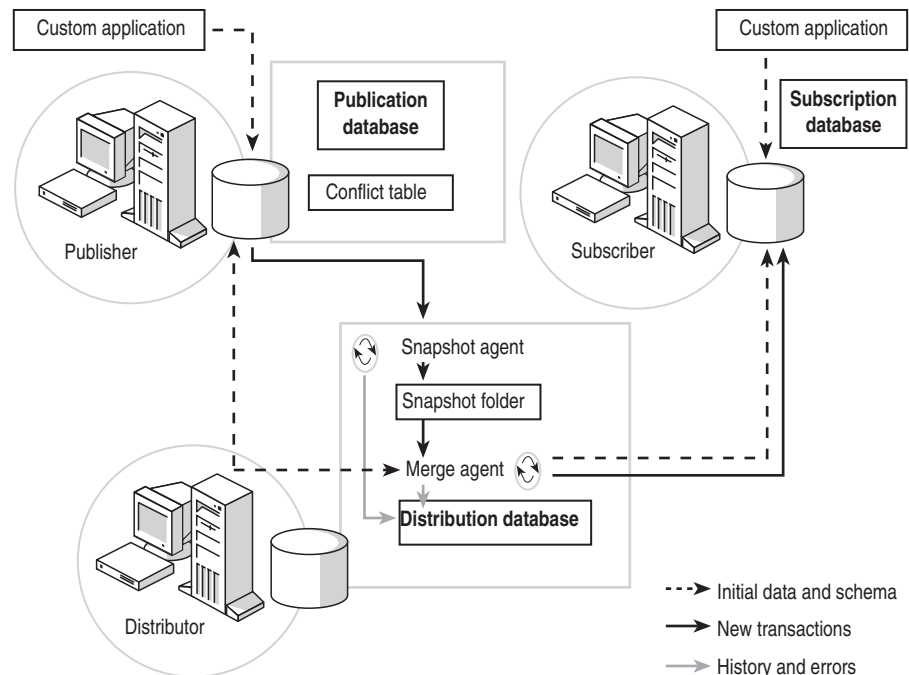 Custom application
Custom application
Publication
database
Subscription
database
Conflict table
Publisher
Subscriber
Snapshot agent
Snapshot folder
Merge agent
Distribution database
Distributor
Initial data and schema
New transactions
History and errors